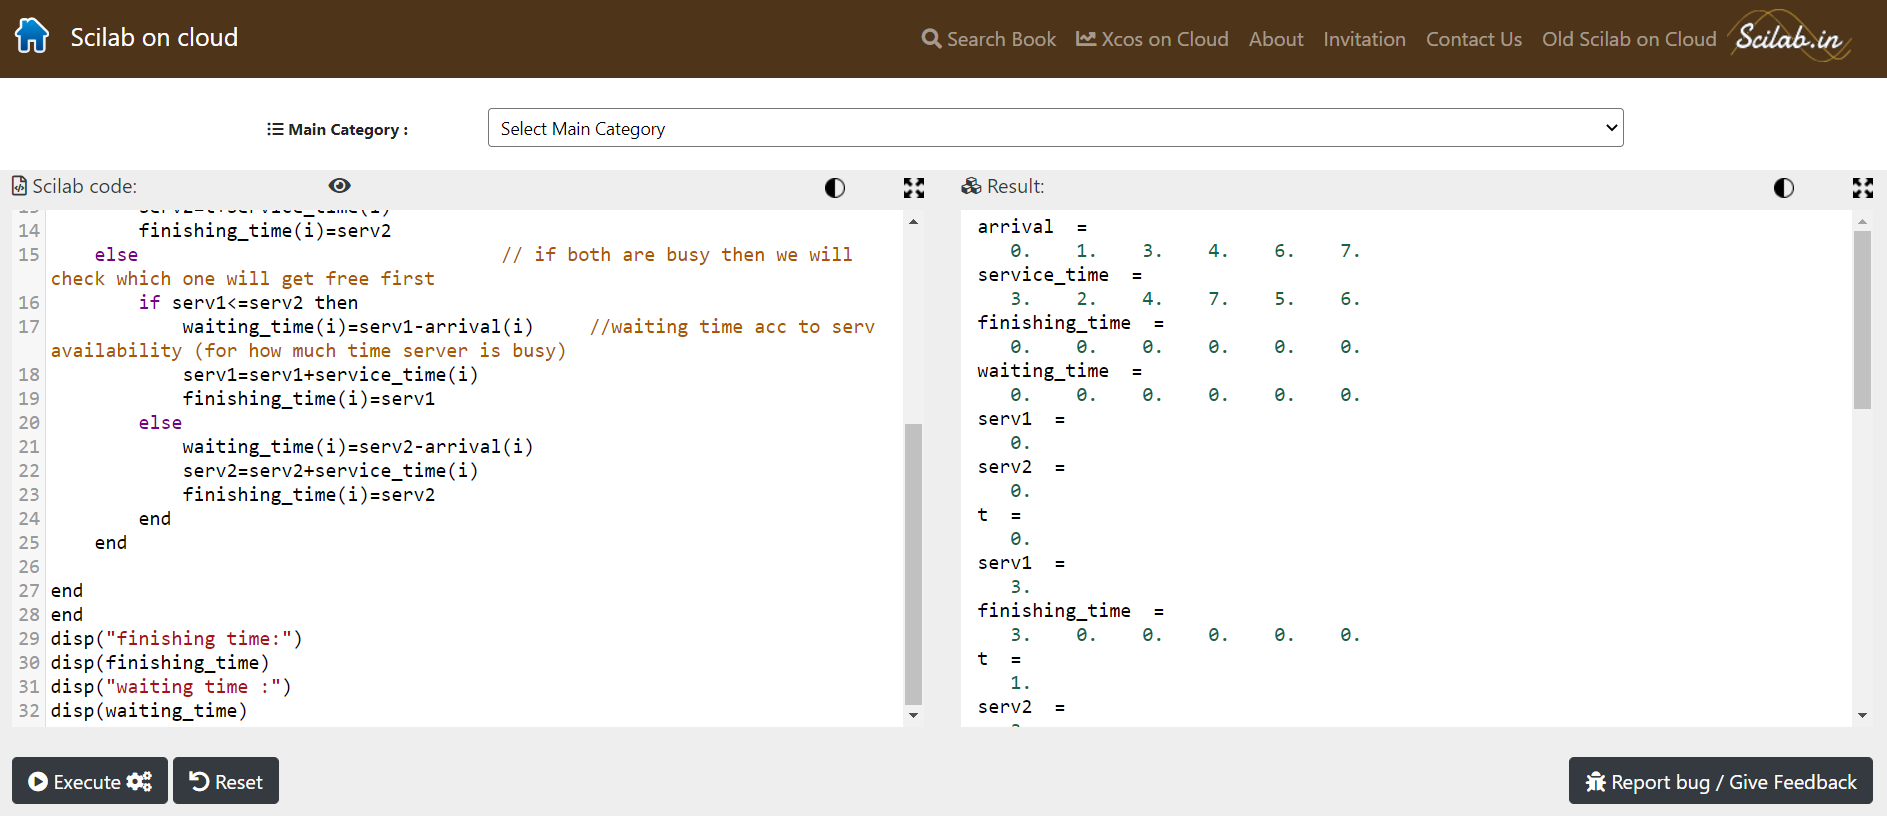 Scilab on cloud
Search Book Xcos on Cloud About Invitation Contact Us Old Scilab on Cloud Scilab.in
Main Category :
Select Main Category
Scilab code:
14 finishing_time(i)=serv2
15 else // if both are busy then we will
check which one will get free first
16 if serv1<=serv2 then
17 waiting_time(i)=serv1-arrival(i) //waiting time acc to serv
availability (for how much time server is busy)
18 serv1=serv1+service_time(i)
19 finishing_time(i)=serv1
20 else
21 waiting_time(i)=serv2-arrival(i)
22 serv2=serv2+service_time(i)
23 finishing_time(i)=serv2
24 end
25 end
26
27 end
28 end
29 disp("finishing time:")
30 disp(finishing_time)
31 disp("waiting time :")
32 disp(waiting_time)
Result:
arrival =
0. 1. 3. 4. 6. 7.
service_time =
3. 2. 4. 7. 5. 6.
finishing_time =
0. 0. 0. 0. 0. 0.
waiting_time =
0. 0. 0. 0. 0. 0.
serv1 =
0.
serv2 =
0.
t =
0.
serv1 =
3.
finishing_time =
3. 0. 0. 0. 0. 0.
t =
1.
serv2 =
Execute Reset
Report bug / Give Feedback